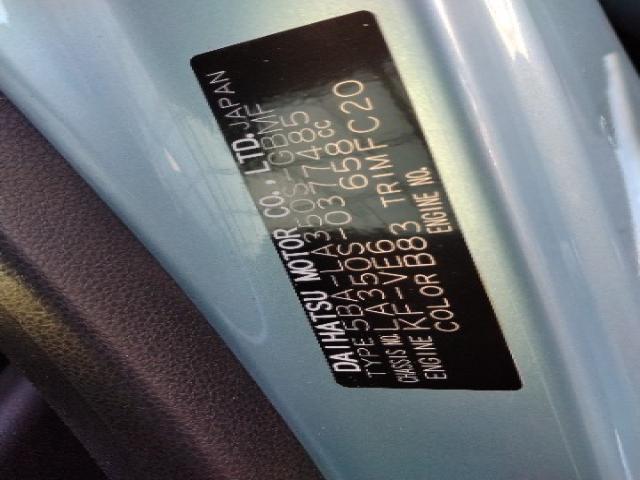 DAIHATSU MOTOR CO., LTD. JAPAN
TYPE 5BA-LA350S-GBMF
CHASSIS NO. LA350S-0377485
ENGINE KF-VE6 658cc
COLOR B83 TRIM FC20
ENGINE NO.